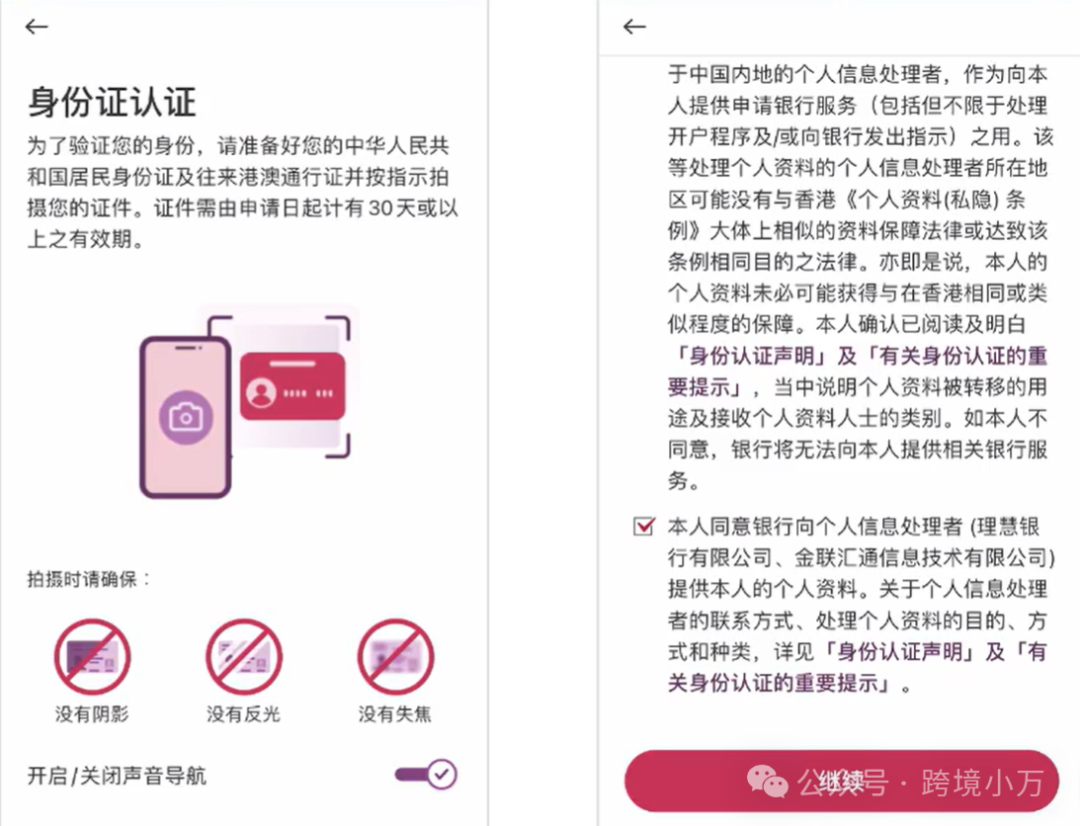 身份证认证
为了验证您的身份，请准备好您的中华人民共
和国居民身份证及往来港澳通行证并按指示拍
摄您的证件。证件需由申请日起计有30天或以
上之有效期。
拍摄时请确保：
没有阴影
没有反光
没有失焦
开启/关闭声音导航
于中国内地的个人信息处理者，作为向本
人提供申请银行服务（包括但不限于处理
开户程序及/或向银行发出指示）之用。该
等处理个人资料的个人信息处理者所在地
区可能没有与香港《个人资料(私隐) 条
例》大体上相似的资料保障法律或达致该
条例相同目的之法律。亦即是说，本人的
个人资料未必可能获得与在香港相同或类
似程度的保障。本人确认已阅读及明白
「身份认证声明」及「有关身份认证的重
要提示」，当中说明个人资料被转移的用
途及接收个人资料人士的类别。如本人不
同意，银行将无法向本人提供相关银行服
务。
本人同意银行向个人信息处理者 (理慧银
行有限公司、金联汇通信息技术有限公司)
提供本人的个人资料。关于个人信息处理
者的联系方式、处理个人资料的目的、方
式和种类，详见「身份认证声明」及「有
关身份认证的重要提示」。
继续
公众号 · 跨境小万